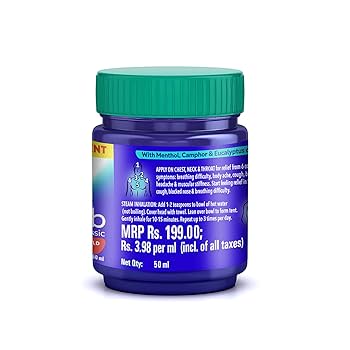 With Menthol, Camphor & Eucalyptus
APPLY ON CHEST, NECK & THROAT for relief from 6
symptoms: breathing difficulty, body ache, cough,
headache & muscular stiffness. Start feeling relief
cough, blocked nose & breathing difficulty.
STEAM INHALATION: Add 1-2 teaspoons to bowl of hot water
(not boiling). Cover head with towel. Lean over bowl to form tent.
Gently inhale for 10-15 minutes. Repeat up to 3 times per day.
MRP Rs. 199.00;
Rs. 3.98 per ml (incl. of all taxes)
Net Qty: 50 ml
NT
b
sic
LD
ml